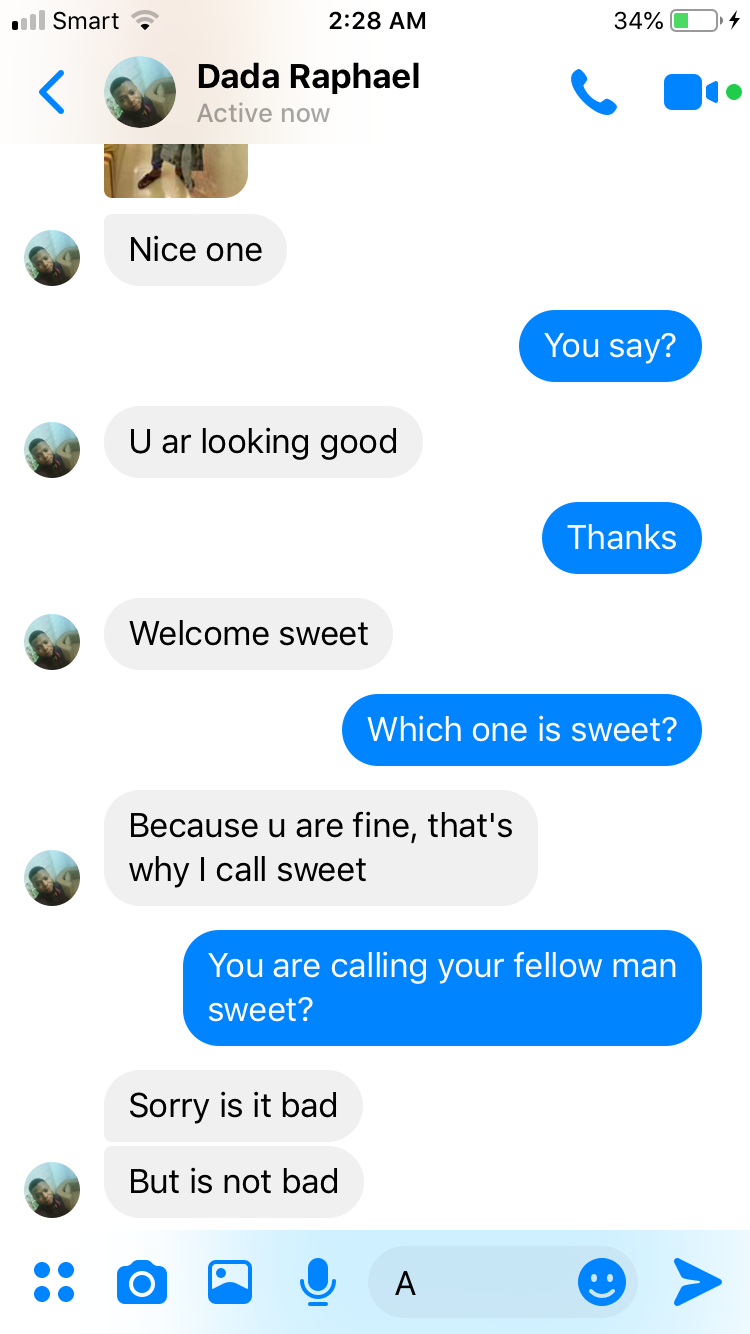 Smart 2:28 AM 34%
Dada Raphael
Active now
Nice one
You say?
U ar looking good
Thanks
Welcome sweet
Which one is sweet?
Because u are fine, that's
why I call sweet
You are calling your fellow man
sweet?
Sorry is it bad
But is not bad
A